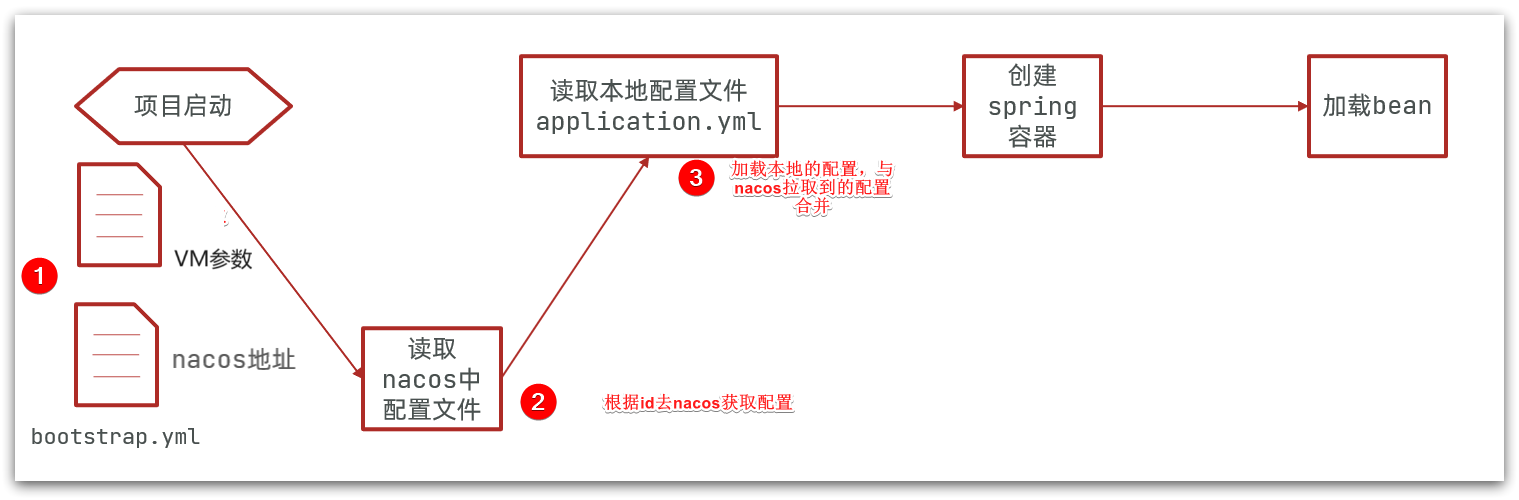 项目启动
VM参数
1
nacos地址
bootstrap.yml
读取
nacos中
配置文件
2
根据id去nacos获取配置
读取本地配置文件
application.yml
3
加载本地的配置，与
nacos拉取到的配置
合并
创建
spring
容器
加载bean